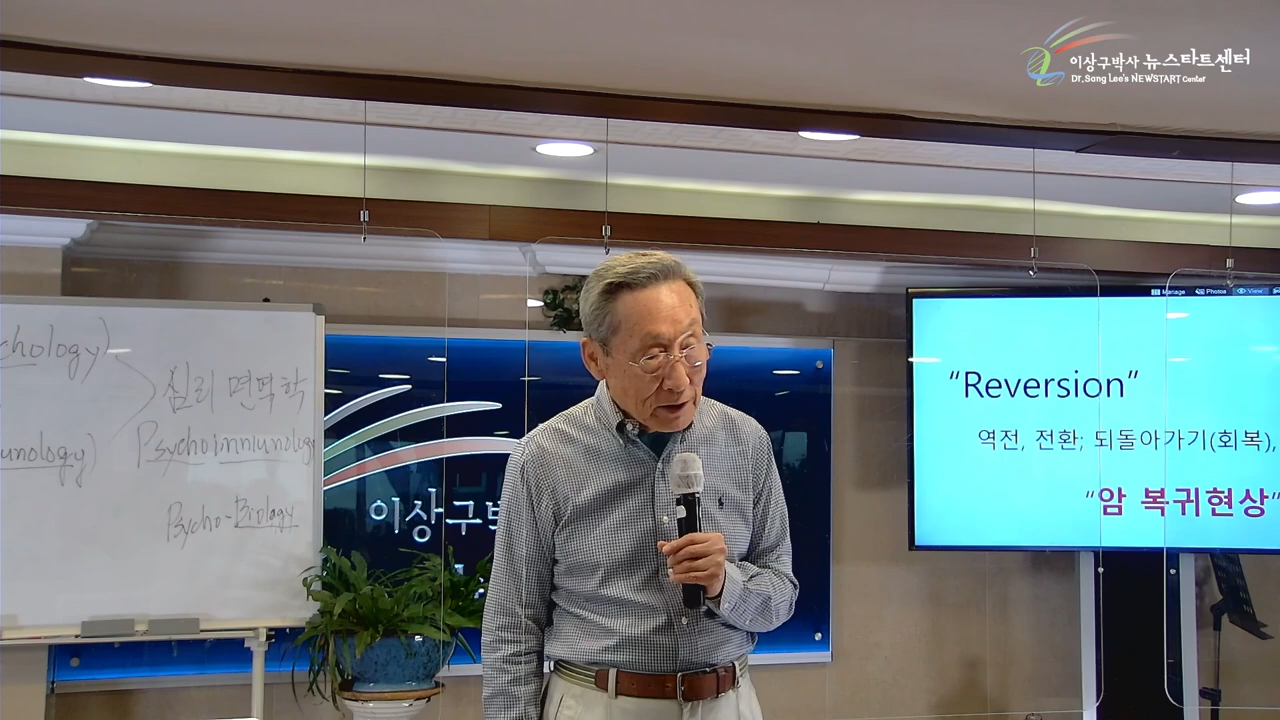 이상구박사 뉴스타트센터
Dr. Sang Lee's NEWSTART Center
Manage Photos View
chology)
심리 면역학
unology)
Psychoimmunology
Psycho-Biology
이상구박
“Reversion”
역전, 전환; 되돌아가기(회복),
“암 복귀현상”